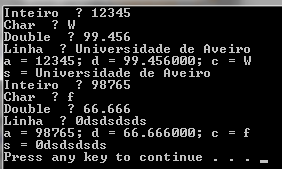 Inteiro  ? 12345
Char  ? W
Double  ? 99.456
Linha  ? Universidade de Aveiro
a = 12345; d = 99.456000; c = W
s = Universidade de Aveiro
Inteiro  ? 98765
Char  ? f
Double  ? 66.666
Linha  ? 0dsdsdsds
a = 98765; d = 66.666000; c = f
s = 0dsdsdsds
Press any key to continue . . . _